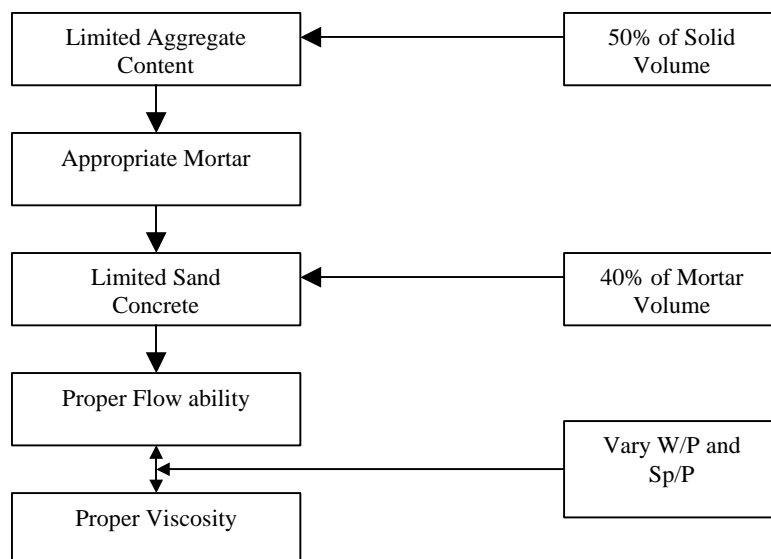 Limited Aggregate
Content
50% of Solid
Volume
Appropriate Mortar
Limited Sand
Concrete
40% of Mortar
Volume
Proper Flow ability
Vary W/P and
Sp/P
Proper Viscosity